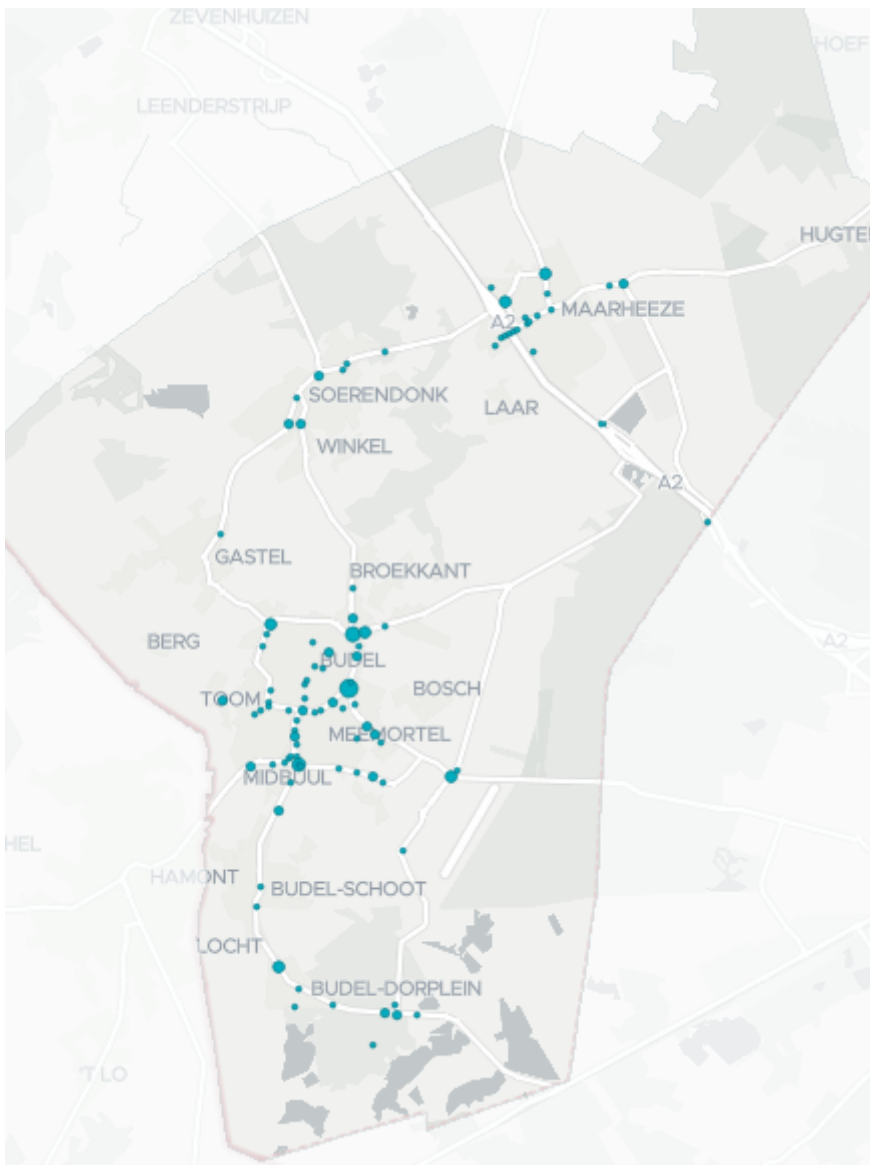 ZEVENHUIZEN
HOEF
LEENDERSTRIJP
HUGTEN
A2
MAARHEEZE
SOERENDONK
LAAR
WINKEL
A2
GASTEL
BROEKKANT
BERG
A2
BUDEL
TOOM
BOSCH
MEEMORTEL
MIDBUUL
HEL
HAMONT
BUDEL-SCHOOT
LOCHT
BUDEL-DORPLEIN
'T LO